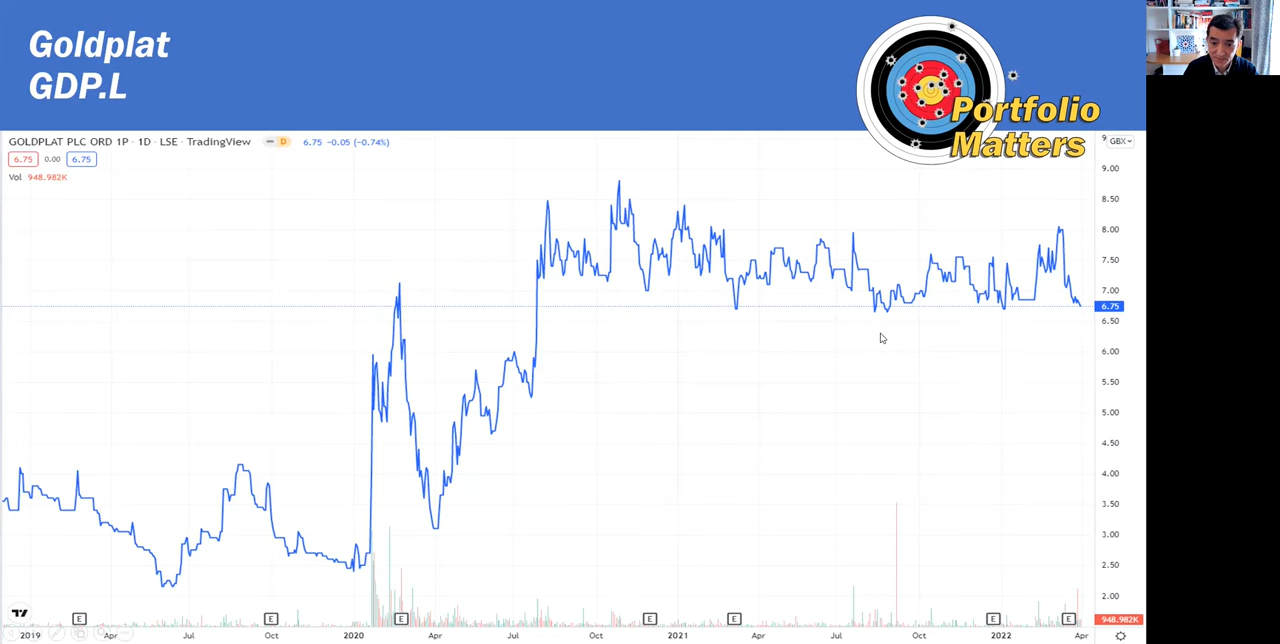 Goldplat
GDP.L
Portfolio
Matters
GOLDPLAT PLC ORD 1P · 1D · LSE · TradingView
D
6.75 −0.05 (−0.74%)
6.75 0.00 6.75
Vol 948.982K
GBX
9.00
8.50
8.00
7.50
7.00
6.75
6.50
6.00
5.50
5.00
4.50
4.00
3.50
3.00
2.50
2.00
948.982K
E E E E E E E
2019 Apr Jul Oct 2020 Apr Jul Oct 2021 Apr Jul Oct 2022 Apr